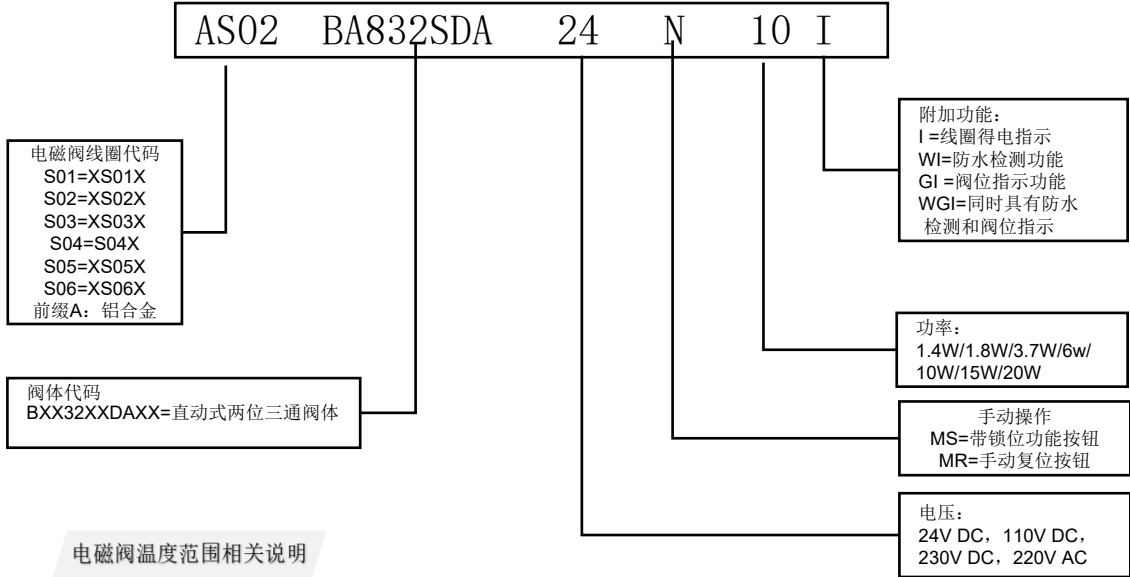 AS02 BA832SDA 24 N 10 I
电磁阀线圈代码
S01=XS01X
S02=XS02X
S03=XS03X
S04=S04X
S05=XS05X
S06=XS06X
前缀A：铝合金
阀体代码
BXX32XXDAXX=直动式两位三通阀体
附加功能：
I =线圈得电指示
WI=防水检测功能
GI =阀位指示功能
WGI=同时具有防水
检测和阀位指示
功率：
1.4W/1.8W/3.7W/6w/
10W/15W/20W
手动操作
MS=带锁位功能按钮
MR=手动复位按钮
电压：
24V DC，110V DC，
230V DC，220V AC
电磁阀温度范围相关说明